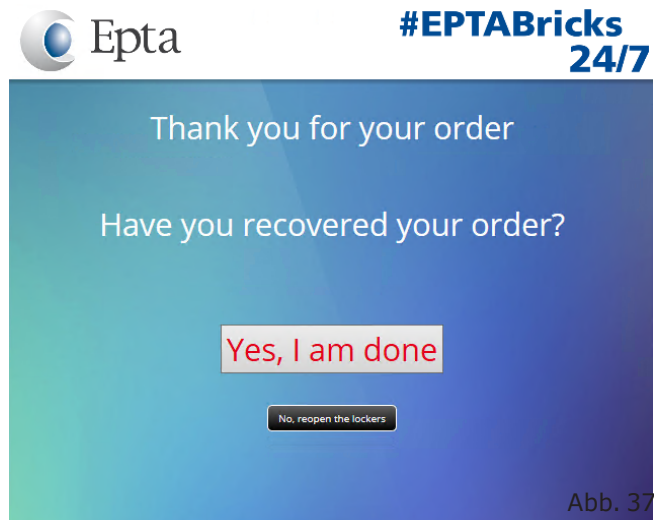 Epta
#EPTABricks
24/7
Thank you for your order
Have you recovered your order?
Yes, I am done
No, reopen the lockers
Abb. 37